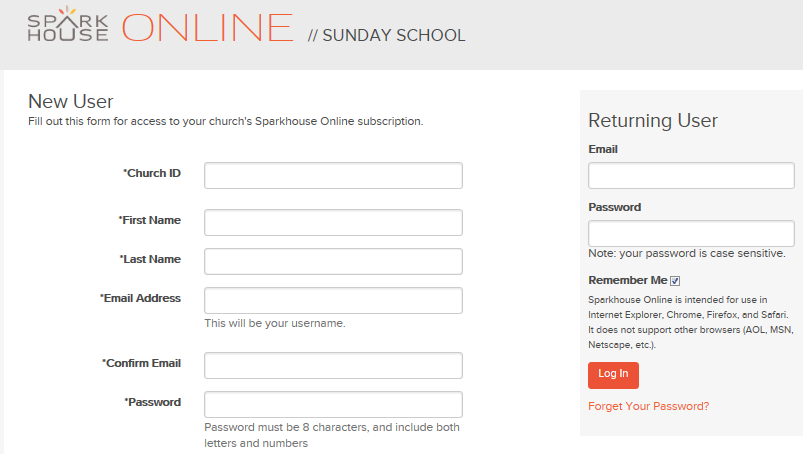 SPARK HOUSE ONLINE // SUNDAY SCHOOL
New User
Fill out this form for access to your church's Sparkhouse Online subscription.
*Church ID
*First Name
*Last Name
*Email Address
This will be your username.
*Confirm Email
*Password
Password must be 8 characters, and include both
letters and numbers
Returning User
Email
Password
Note: your password is case sensitive.
Remember Me
Sparkhouse Online is intended for use in
Internet Explorer, Chrome, Firefox, and Safari.
It does not support other browsers (AOL, MSN,
Netscape, etc.).
Log In
Forget Your Password?